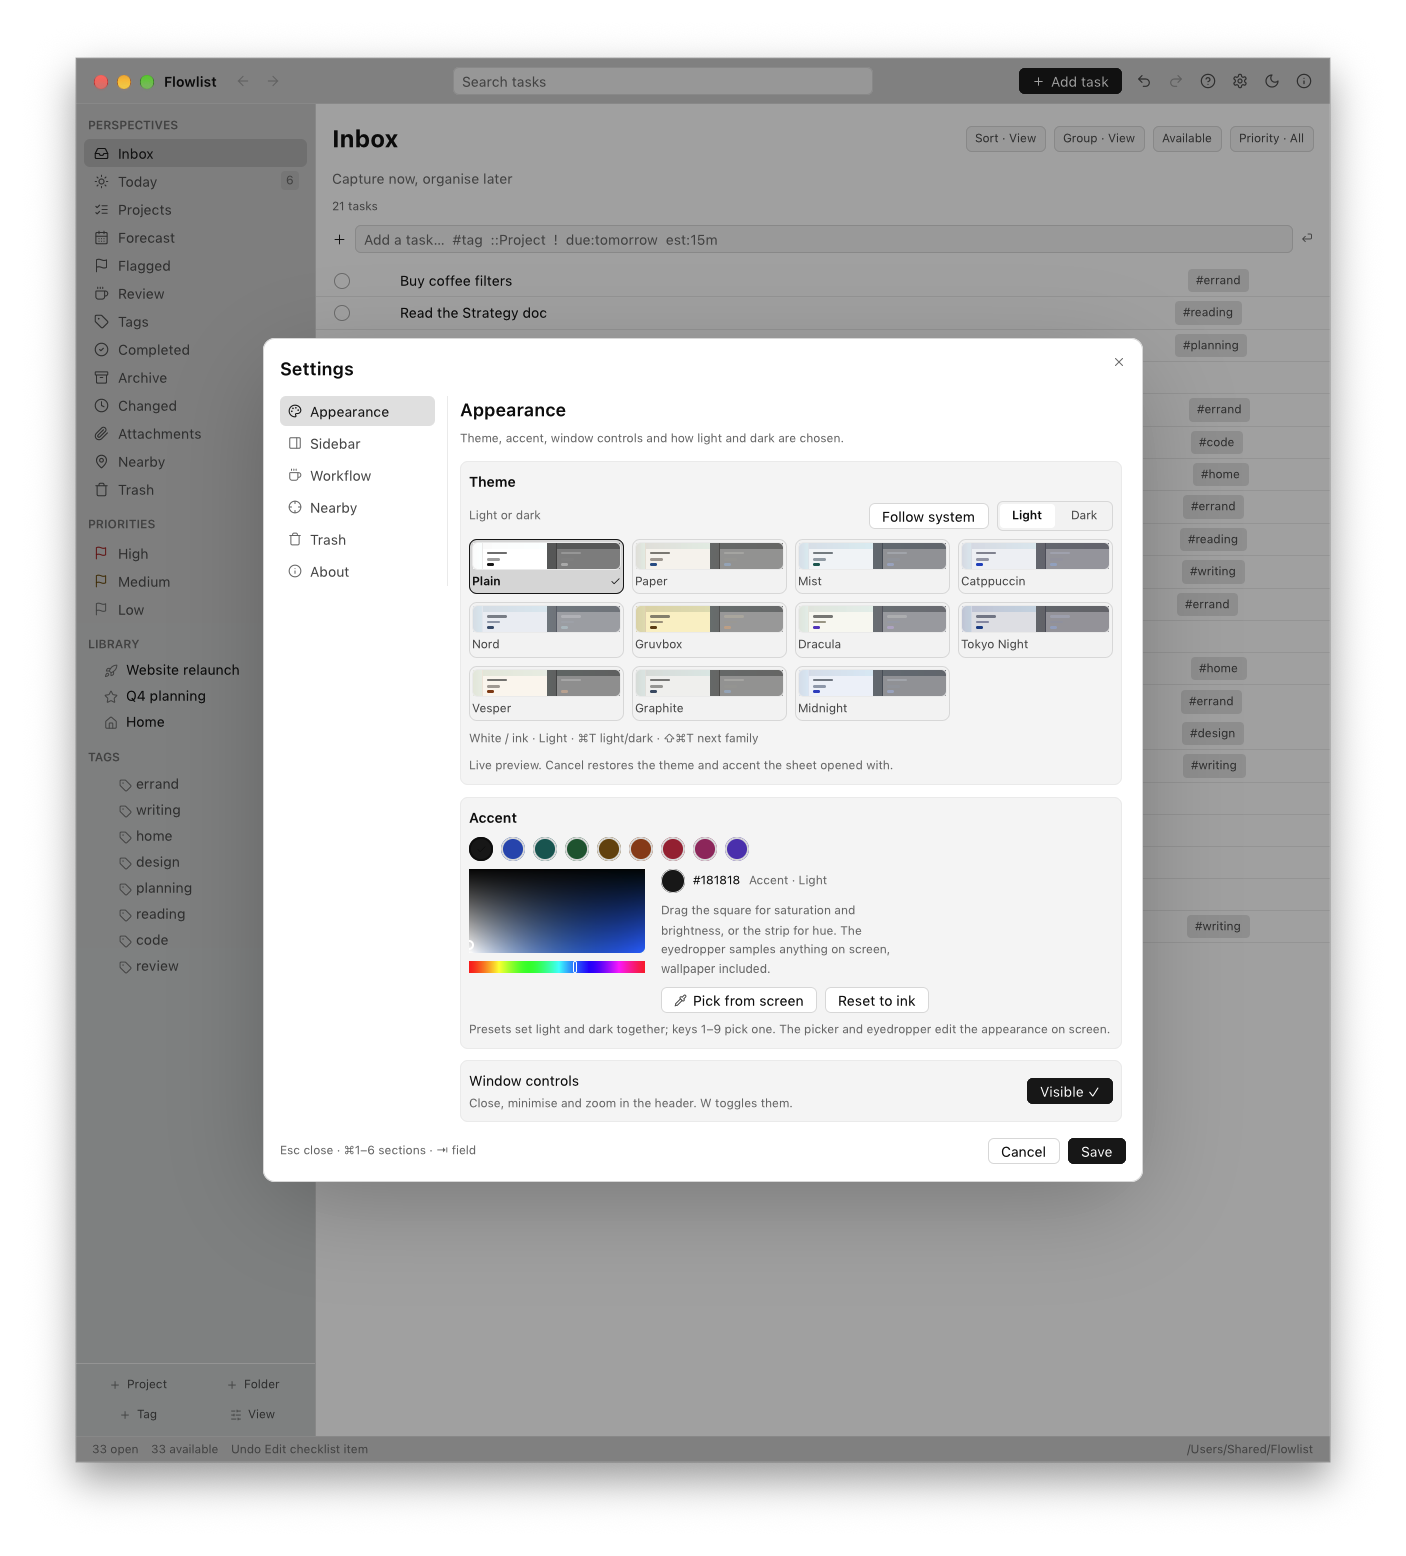 Flowlist
Search tasks
Add task
PERSPECTIVES
Inbox
Today
6
Projects
Forecast
Flagged
Review
Tags
Completed
Archive
Changed
Attachments
Nearby
Trash
PRIORITIES
High
Medium
Low
LIBRARY
Website relaunch
Q4 planning
Home
TAGS
errand
writing
home
design
planning
reading
code
review
Project
Folder
Tag
View
Inbox
Sort · View
Group · View
Available
Priority · All
Capture now, organise later
21 tasks
Add a task... #tag ::Project ! due:tomorrow est:15m
Buy coffee filters
#errand
Read the Strategy doc
#reading
#planning
#errand
#code
#home
#errand
#reading
#writing
#errand
#home
#errand
#design
#writing
#writing
Settings
Appearance
Sidebar
Workflow
Nearby
Trash
About
Appearance
Theme, accent, window controls and how light and dark are chosen.
Theme
Light or dark
Follow system
Light
Dark
Plain
Paper
Mist
Catppuccin
Nord
Gruvbox
Dracula
Tokyo Night
Vesper
Graphite
Midnight
White / ink · Light · ⌘T light/dark · ⇧⌘T next family
Live preview. Cancel restores the theme and accent the sheet opened with.
Accent
#181818 Accent · Light
Drag the square for saturation and
brightness, or the strip for hue. The
eyedropper samples anything on screen,
wallpaper included.
Pick from screen
Reset to ink
Presets set light and dark together; keys 1–9 pick one. The picker and eyedropper edit the appearance on screen.
Window controls
Close, minimise and zoom in the header. W toggles them.
Visible ✓
Esc close · ⌘1–6 sections · ⇥ field
Cancel
Save
33 open 33 available Undo Edit checklist item
/Users/Shared/Flowlist